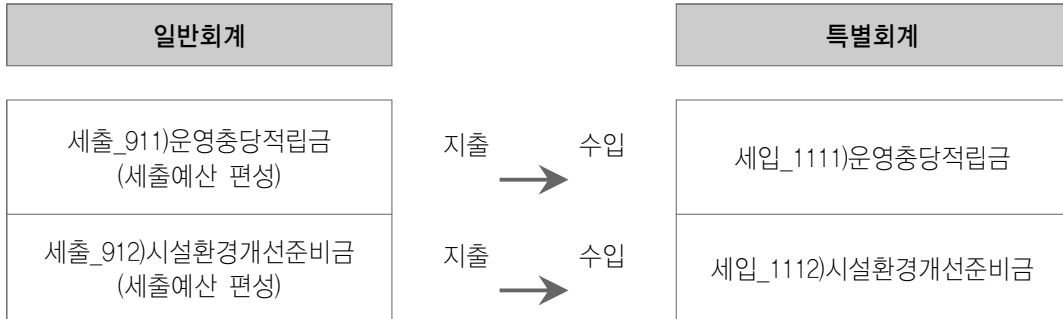 일반회계
특별회계
세출_911)운영충당적립금
(세출예산 편성)
지출
수입
세입_1111)운영충당적립금
세출_912)시설환경개선준비금
(세출예산 편성)
지출
수입
세입_1112)시설환경개선준비금